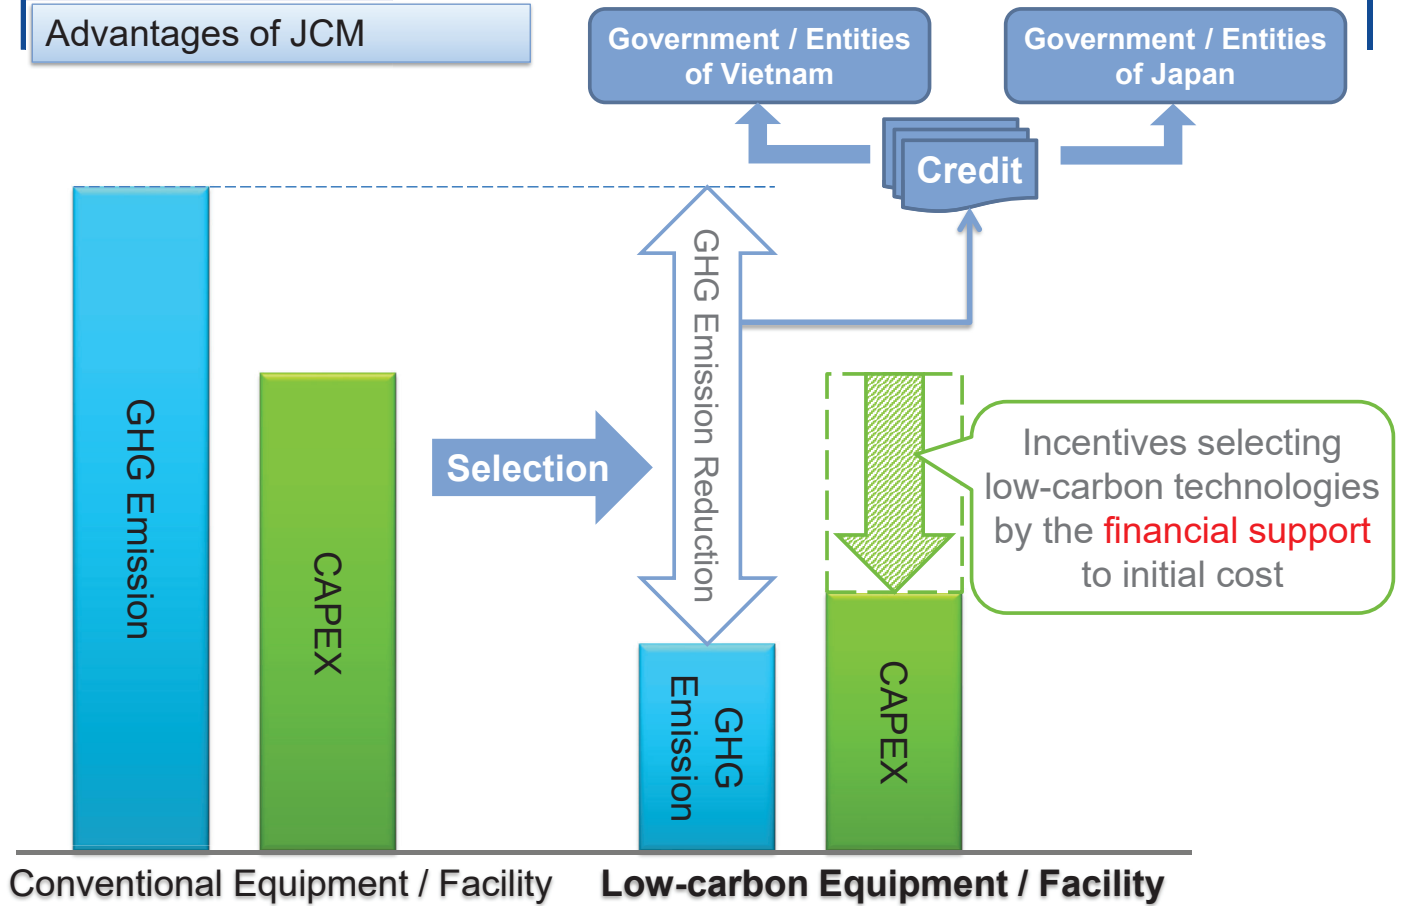 Advantages of JCM
Government / Entities
of Vietnam
Government / Entities
of Japan
Credit
GHG Emission
CAPEX
Selection
GHG Emission Reduction
Incentives selecting
low-carbon technologies
by the financial support
to initial cost
GHG
Emission
CAPEX
Conventional Equipment / Facility
Low-carbon Equipment / Facility